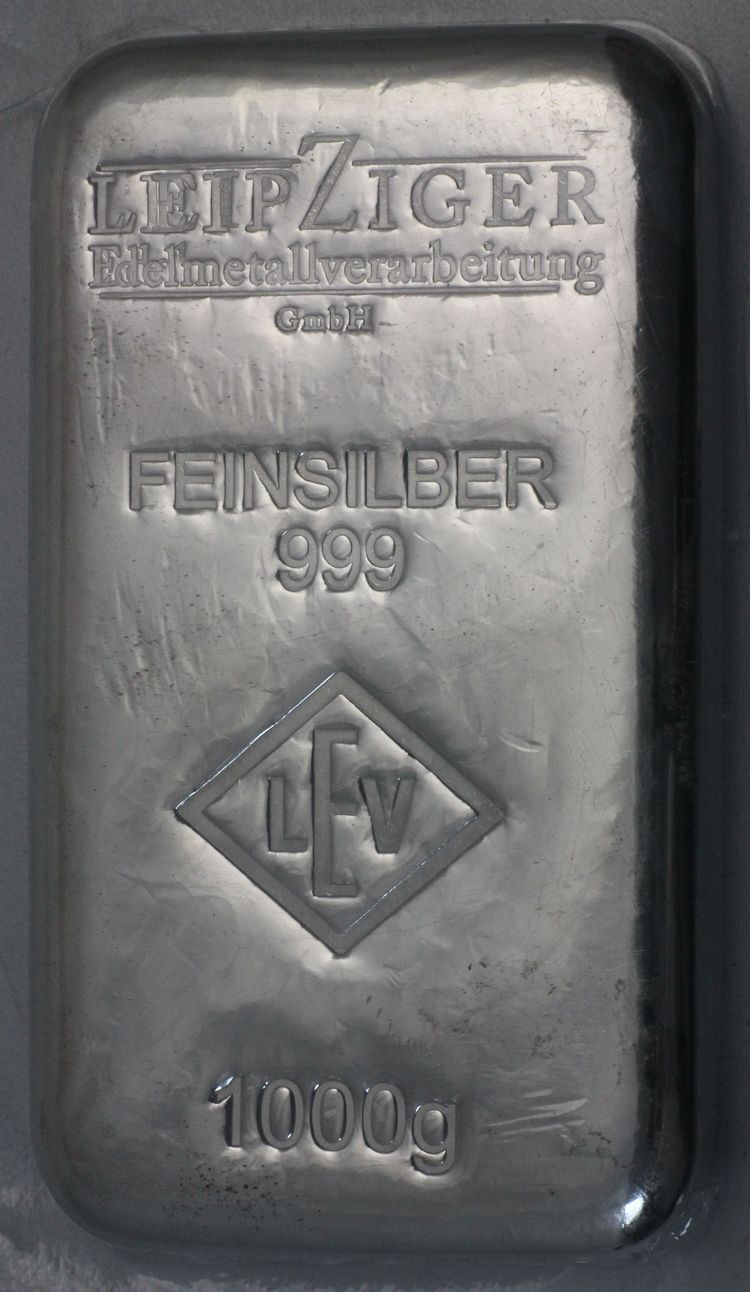 LEIPZIGER
Edelmetallverarbeitung
GmbH
FEINSILBER
999
LEV
1000g